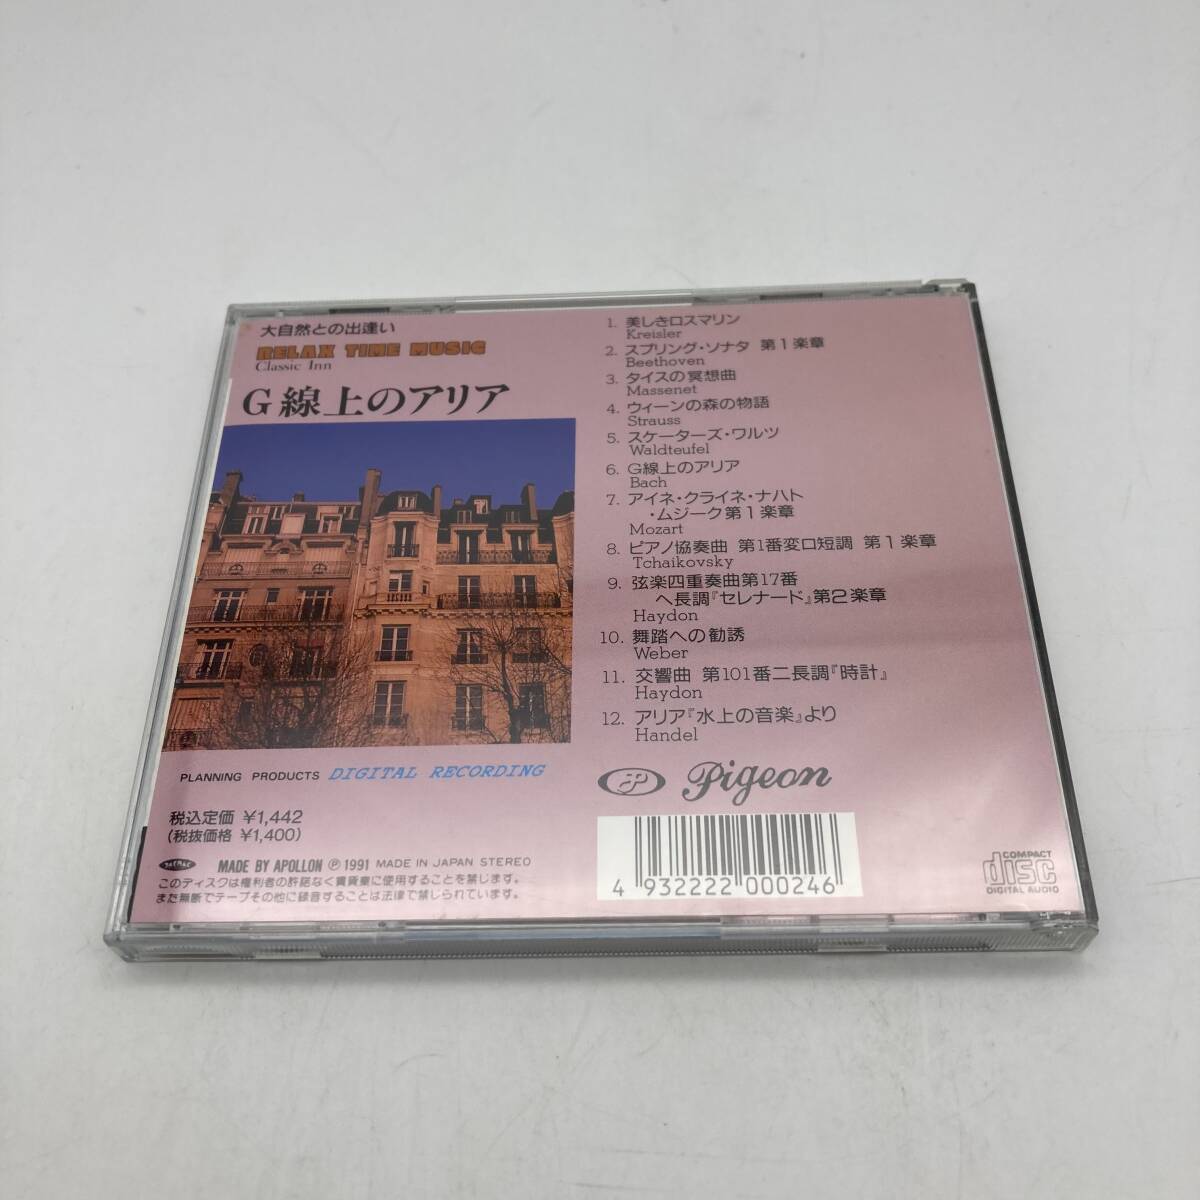 大自然との出逢い
RELAX TIME MUSIC
Classic Inn
G線上のアリア
1. 美しきロスマリン
Kreisler
2. スプリング・ソナタ 第1楽章
Beethoven
3. タイスの冥想曲
Massenet
4. ウィーンの森の物語
Strauss
5. スケーターズ・ワルツ
Waldteufel
6. G線上のアリア
Bach
7. アイネ・クライネ・ナハト
・ムジーク第1楽章
Mozart
8. ピアノ協奏曲 第1番変ロ短調 第1楽章
Tchaikovsky
9. 弦楽四重奏曲第17番
ヘ長調『セレナード』第2楽章
Haydon
10. 舞踏への勧誘
Weber
11. 交響曲 第101番ニ長調『時計』
Haydon
12. アリア『水上の音楽』より
Handel
PLANNING PRODUCTS DIGITAL RECORDING
Pigeon
税込定価 ¥1,442
(税抜価格 ¥1,400)
MADE BY APOLLON ℗1991 MADE IN JAPAN STEREO
このディスクは権利者の許諾なく賃貸業に使用することを禁じます。
また無断でテープその他に録音することは法律で禁じられています。
4 932222 000246
COMPACT
disc
DIGITAL AUDIO